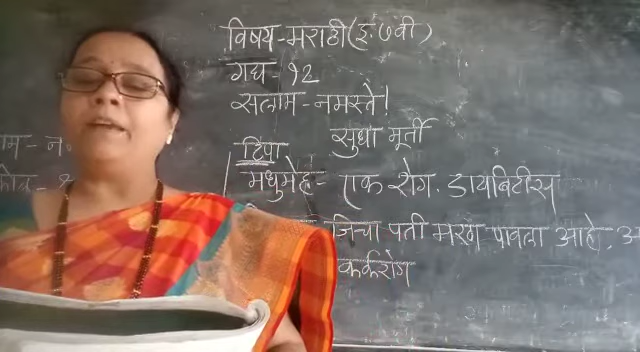 विषय-मराठी(इ.७वी)
गद्य-१२
सलाम-नमस्ते!
सुधा मूर्ती
टिपा
मधुमेह- एक रोग. डायबिटीस
जिचा पती मरण पावला आहे.
कर्करोग